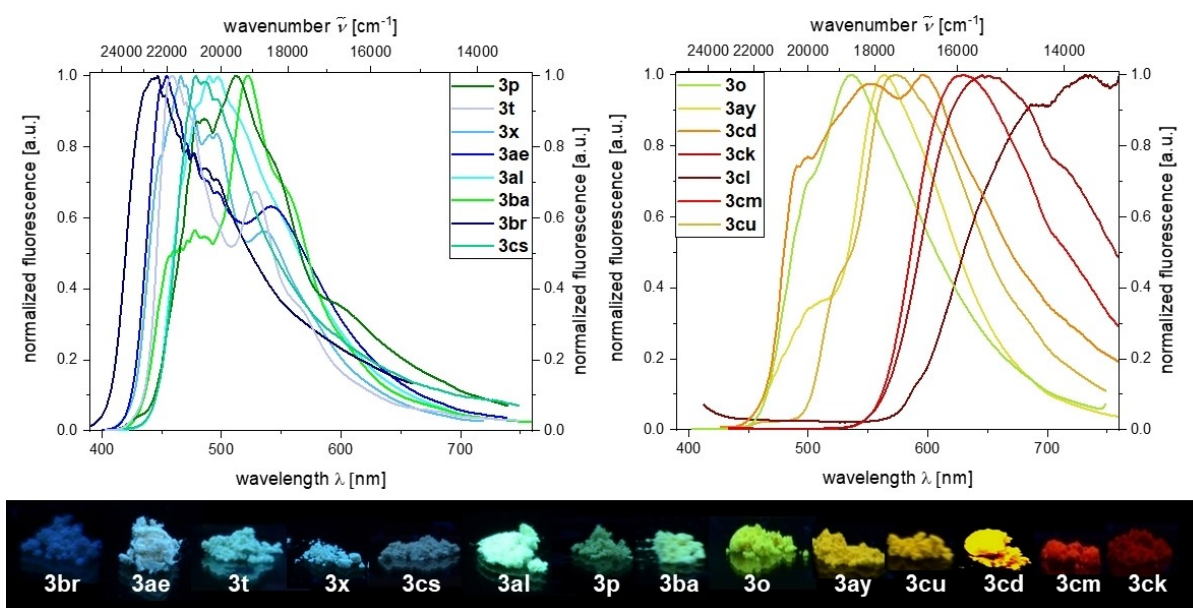 wavenumber ν̃ [cm⁻¹]
24000 22000 20000 18000 16000 14000
1.0 1.0
0.8 0.8
0.6 0.6
0.4 0.4
0.2 0.2
0.0 0.0
400 500 600 700
normalized fluorescence [a.u.]
normalized fluorescence [a.u.]
wavelength λ [nm]
3p
3t
3x
3ae
3al
3ba
3br
3cs
wavenumber ν̃ [cm⁻¹]
24000 22000 20000 18000 16000 14000
1.0 1.0
0.8 0.8
0.6 0.6
0.4 0.4
0.2 0.2
0.0 0.0
400 500 600 700
normalized fluorescence [a.u.]
normalized fluorescence [a.u.]
wavelength λ [nm]
3o
3ay
3cd
3ck
3cl
3cm
3cu
3br 3ae 3t 3x 3cs 3al 3p 3ba 3o 3ay 3cu 3cd 3cm 3ck